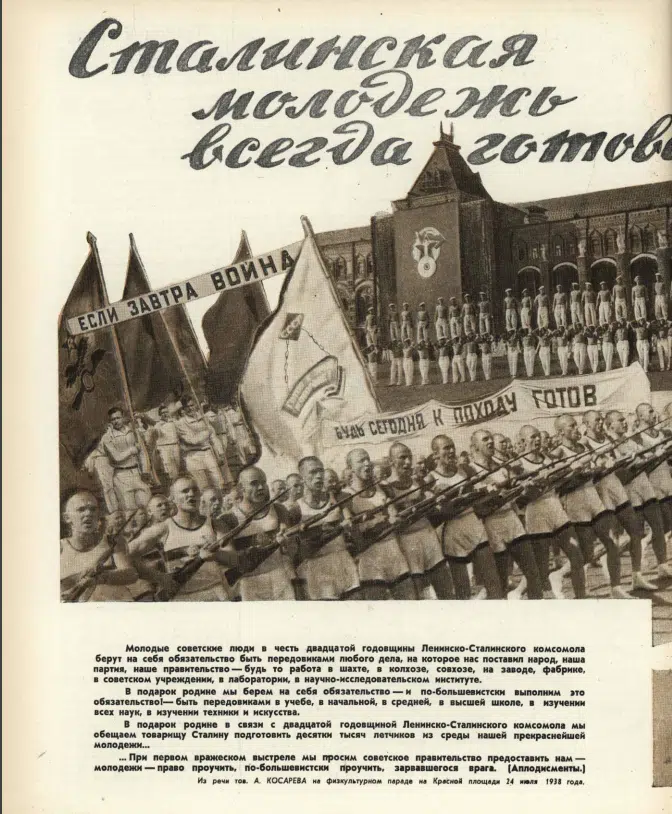 Сталинская
молодежь
всегда готов
ЕСЛИ ЗАВТРА ВОЙНА
БУДЬ СЕГОДНЯ К ПОХОДУ ГОТОВ
Молодые советские люди в честь двадцатой годовщины Ленинско-Сталинского комсомола
берут на себя обязательство быть передовиками любого дела, на которое нас поставил народ, наша
партия, наше правительство — будь то работа в шахте, в колхозе, совхозе, на заводе, фабрике,
в советском учреждении, в лаборатории, в научно-исследовательском институте.
В подарок родине мы берем на себя обязательство — и по-большевистски выполним это
обязательство!— быть передовиками в учебе, в начальной, в средней, в высшей школе, в изучении
всех наук, в изучении техники и искусства.
В подарок родине в связи с двадцатой годовщиной Ленинско-Сталинского комсомола мы
обещаем товарищу Сталину подготовить десятки тысяч летчиков из среды нашей прекраснейшей
молодежи...
... При первом вражеском выстреле мы просим советское правительство предоставить нам —
молодежи — право проучить, по-большевистски проучить, зарвавшегося врага. (Аплодисменты.)
Из речи тов. А. КОСАРЕВА на физкультурном параде на Красной площади 24 июля 1938 года.